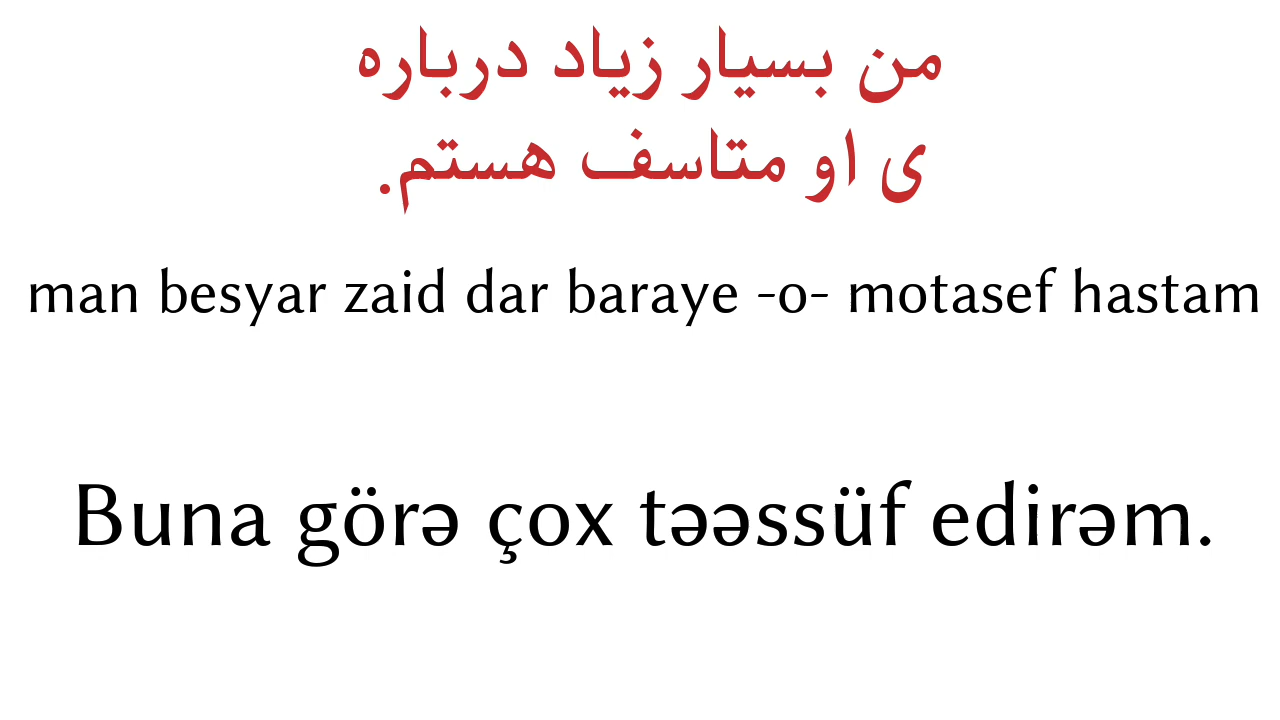 من بسیار زیاد درباره
ی او متاسف هستم.
man besyar zaid dar baraye -o- motasef hastam
Buna görə çox təəssüf edirəm.